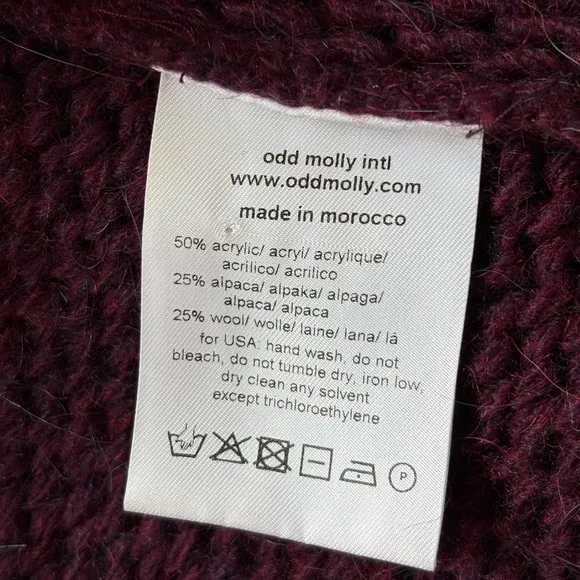 odd molly intl
www.oddmolly.com
made in morocco
50% acrylic/ acryl/ acrylique/
acrílico/ acrilico
25% alpaca/ alpaka/ alpaga/
alpaca/ alpaca
25% wool/ wolle/ laine/ lana/ lã
for USA: hand wash, do not
bleach, do not tumble dry, iron low,
dry clean any solvent
except trichloroethylene
P